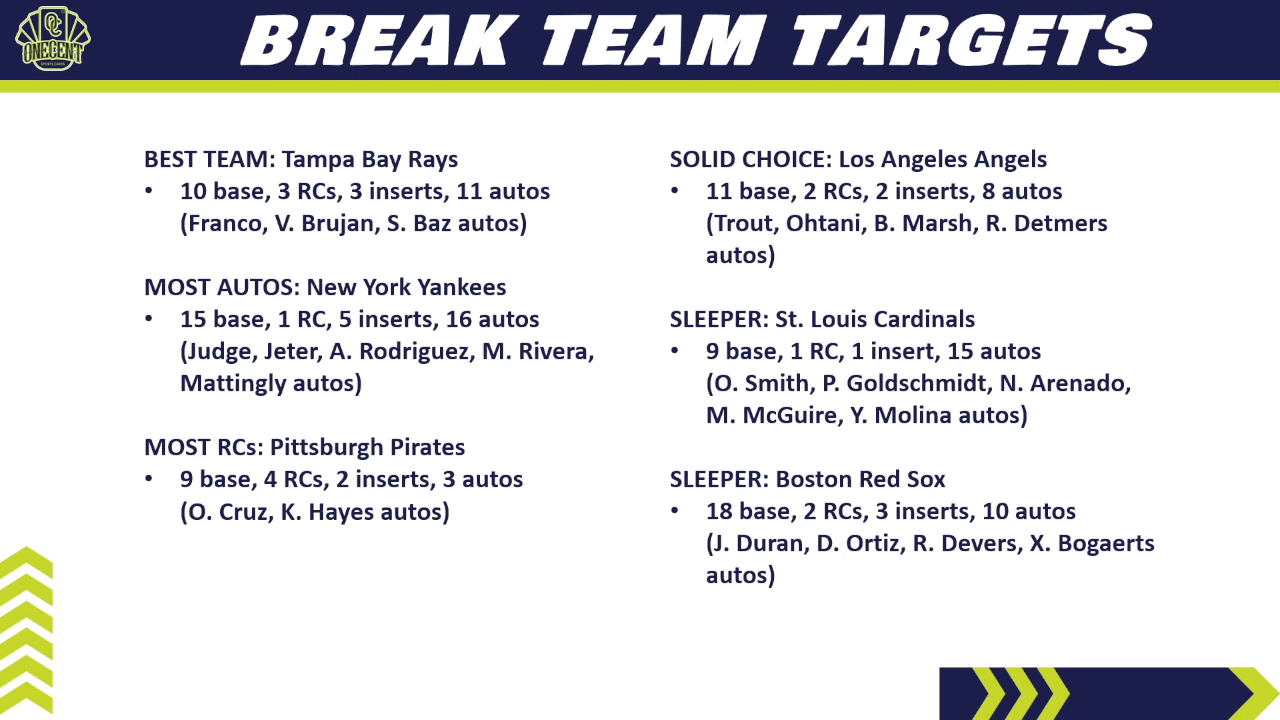 OC
ONECENT
SPORTS CARDS
BREAK TEAM TARGETS
BEST TEAM: Tampa Bay Rays
• 10 base, 3 RCs, 3 inserts, 11 autos
(Franco, V. Brujan, S. Baz autos)
MOST AUTOS: New York Yankees
• 15 base, 1 RC, 5 inserts, 16 autos
(Judge, Jeter, A. Rodriguez, M. Rivera,
Mattingly autos)
MOST RCs: Pittsburgh Pirates
• 9 base, 4 RCs, 2 inserts, 3 autos
(O. Cruz, K. Hayes autos)
SOLID CHOICE: Los Angeles Angels
• 11 base, 2 RCs, 2 inserts, 8 autos
(Trout, Ohtani, B. Marsh, R. Detmers
autos)
SLEEPER: St. Louis Cardinals
• 9 base, 1 RC, 1 insert, 15 autos
(O. Smith, P. Goldschmidt, N. Arenado,
M. McGuire, Y. Molina autos)
SLEEPER: Boston Red Sox
• 18 base, 2 RCs, 3 inserts, 10 autos
(J. Duran, D. Ortiz, R. Devers, X. Bogaerts
autos)